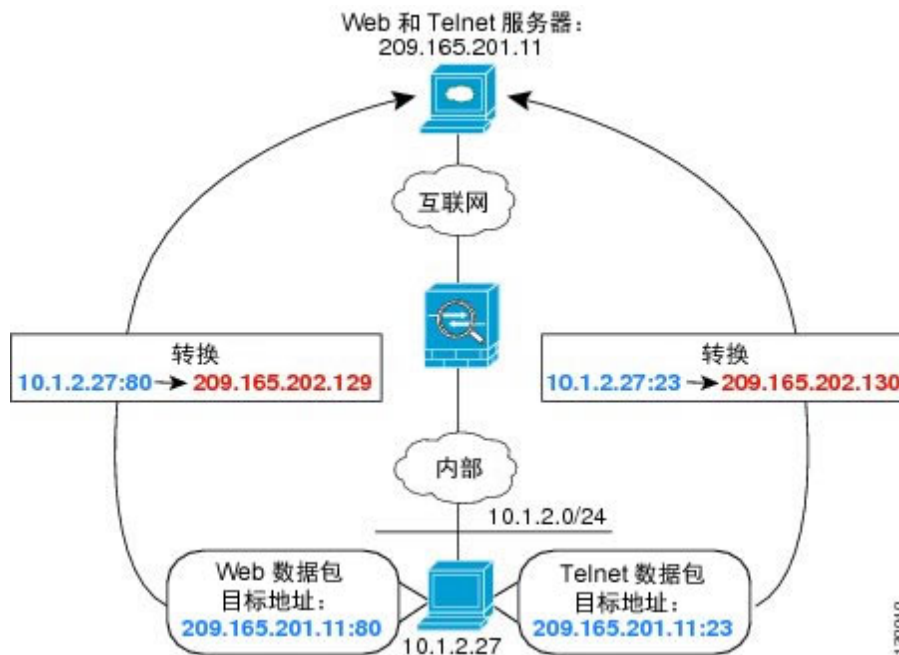 Web 和 Telnet 服务器：
209.165.201.11
互联网
转换
10.1.2.27:80 → 209.165.202.129
转换
10.1.2.27:23 → 209.165.202.130
内部
10.1.2.0/24
Web 数据包
目标地址：
209.165.201.11:80
Telnet 数据包
目标地址：
209.165.201.11:23
10.1.2.27